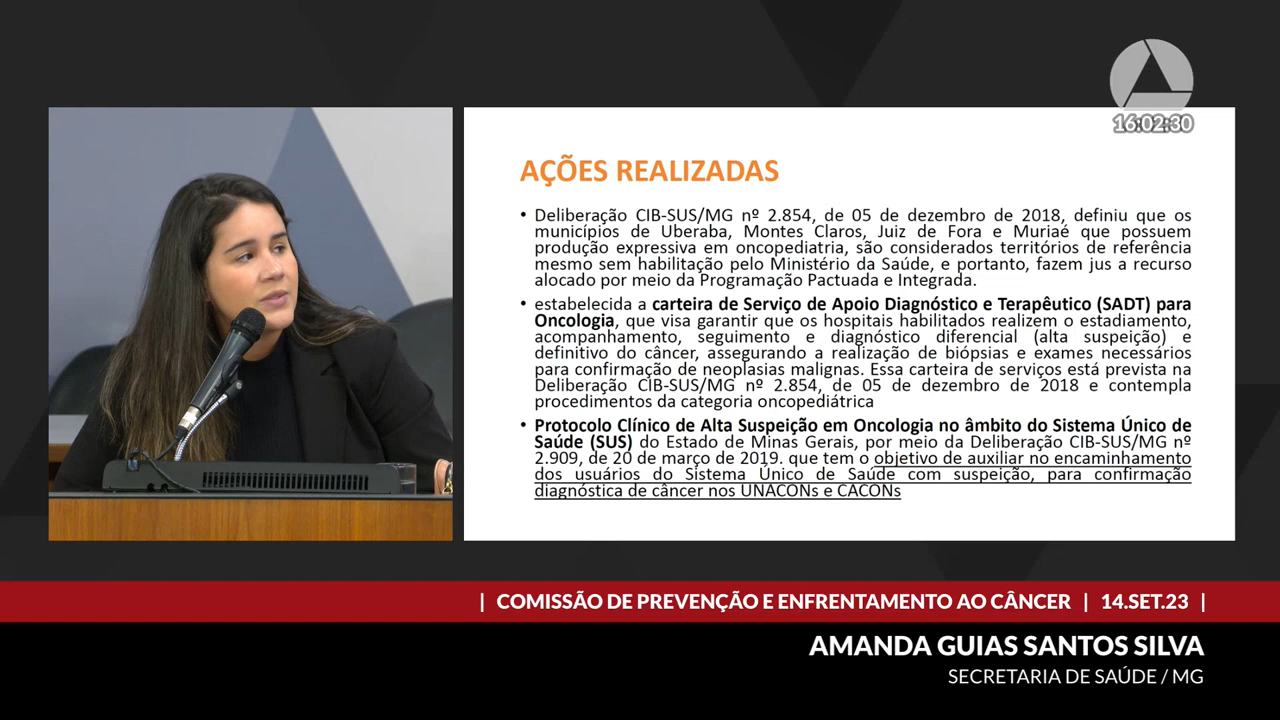 16:02:30
AÇÕES REALIZADAS
• Deliberação CIB-SUS/MG nº 2.854, de 05 de dezembro de 2018, definiu que os
municípios de Uberaba, Montes Claros, Juiz de Fora e Muriaé que possuem
produção expressiva em oncopediatria, são considerados territórios de referência
mesmo sem habilitação pelo Ministério da Saúde, e portanto, fazem jus a recurso
alocado por meio da Programação Pactuada e Integrada.
• estabelecida a carteira de Serviço de Apoio Diagnóstico e Terapêutico (SADT) para
Oncologia, que visa garantir que os hospitais habilitados realizem o estadiamento,
acompanhamento, seguimento e diagnóstico diferencial (alta suspeição) e
definitivo do câncer, assegurando a realização de biópsias e exames necessários
para confirmação de neoplasias malignas. Essa carteira de serviços está prevista na
Deliberação CIB-SUS/MG nº 2.854, de 05 de dezembro de 2018 e contempla
procedimentos da categoria oncopediátrica
• Protocolo Clínico de Alta Suspeição em Oncologia no âmbito do Sistema Único de
Saúde (SUS) do Estado de Minas Gerais, por meio da Deliberação CIB-SUS/MG nº
2.909, de 20 de março de 2019. que tem o objetivo de auxiliar no encaminhamento
dos usuários do Sistema Único de Saúde com suspeição, para confirmação
diagnóstica de câncer nos UNACONs e CACONs
| COMISSÃO DE PREVENÇÃO E ENFRENTAMENTO AO CÂNCER | 14.SET.23 |
AMANDA GUIAS SANTOS SILVA
SECRETARIA DE SAÚDE / MG